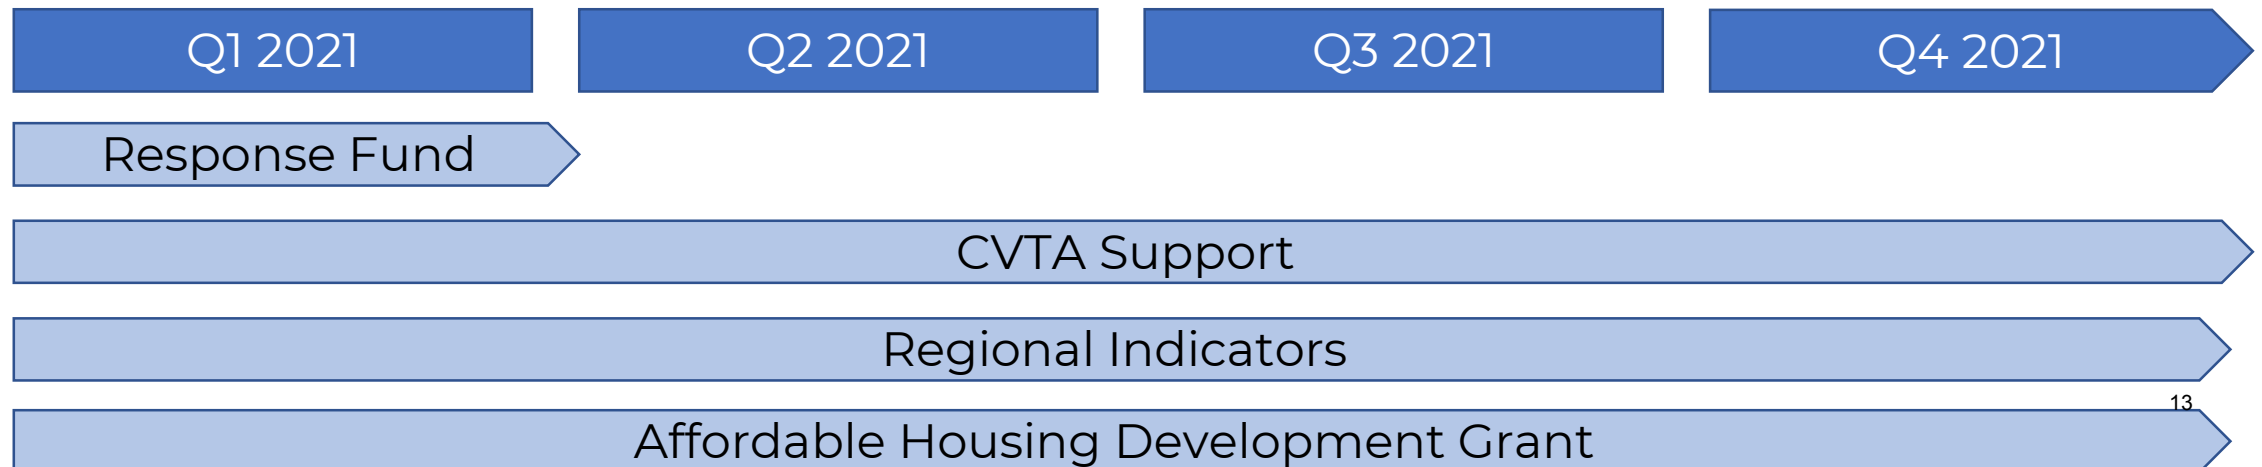 Q1 2021
Q2 2021
Q3 2021
Q4 2021
Response Fund
CVTA Support
Regional Indicators
13
Affordable Housing Development Grant